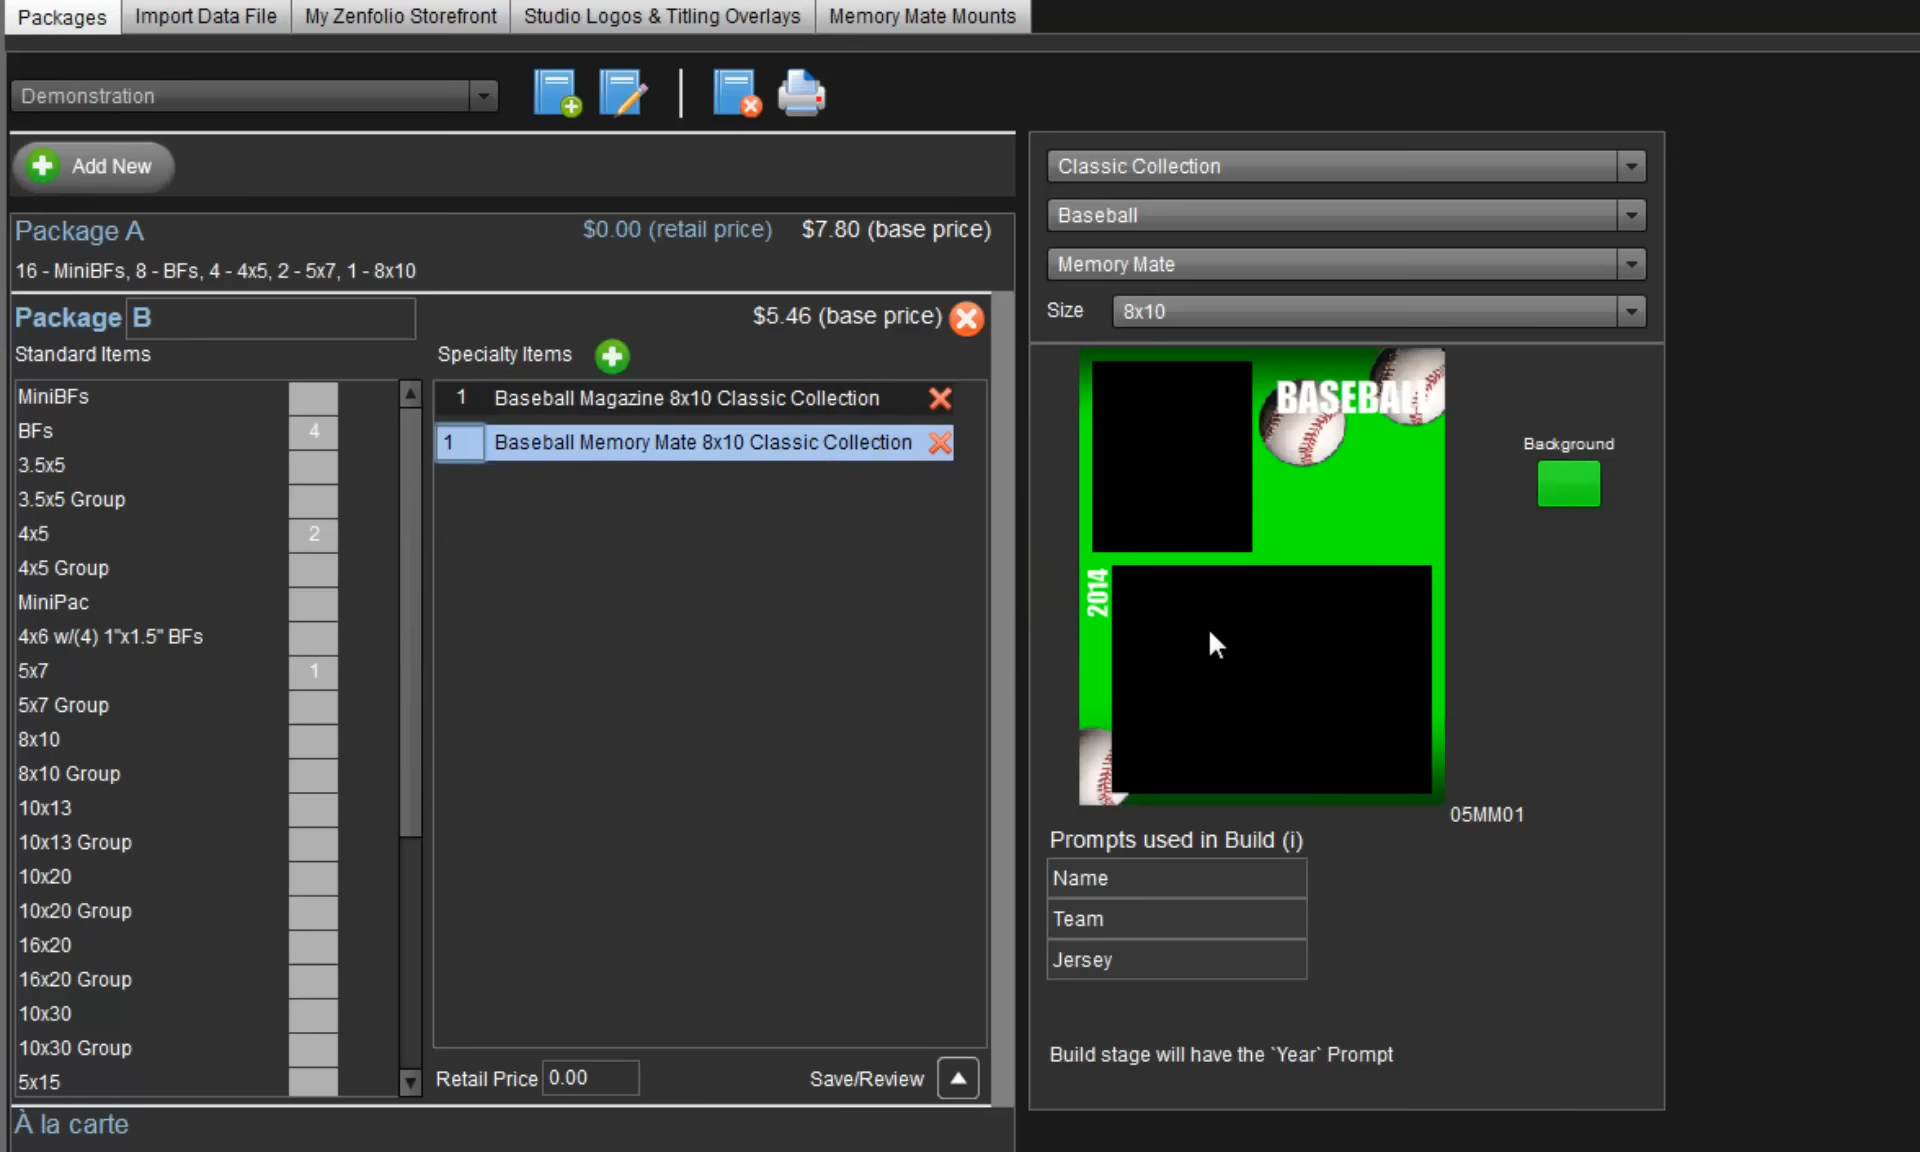 Packages
Import Data File
My Zenfolio Storefront
Studio Logos & Titling Overlays
Memory Mate Mounts
Demonstration
Add New
Package A
$0.00 (retail price)
$7.80 (base price)
16 - MiniBFs, 8 - BFs, 4 - 4x5, 2 - 5x7, 1 - 8x10
Package B
$5.46 (base price)
Standard Items
Specialty Items
MiniBFs
BFs 4
3.5x5
3.5x5 Group
4x5 2
4x5 Group
MiniPac
4x6 w/(4) 1"x1.5" BFs
5x7 1
5x7 Group
8x10
8x10 Group
10x13
10x13 Group
10x20
10x20 Group
16x20
16x20 Group
10x30
10x30 Group
5x15
1 Baseball Magazine 8x10 Classic Collection
1 Baseball Memory Mate 8x10 Classic Collection
Retail Price 0.00
Save/Review
À la carte
Classic Collection
Baseball
Memory Mate
Size 8x10
BASEBALL
2014
Background
05MM01
Prompts used in Build (i)
Name
Team
Jersey
Build stage will have the `Year` Prompt